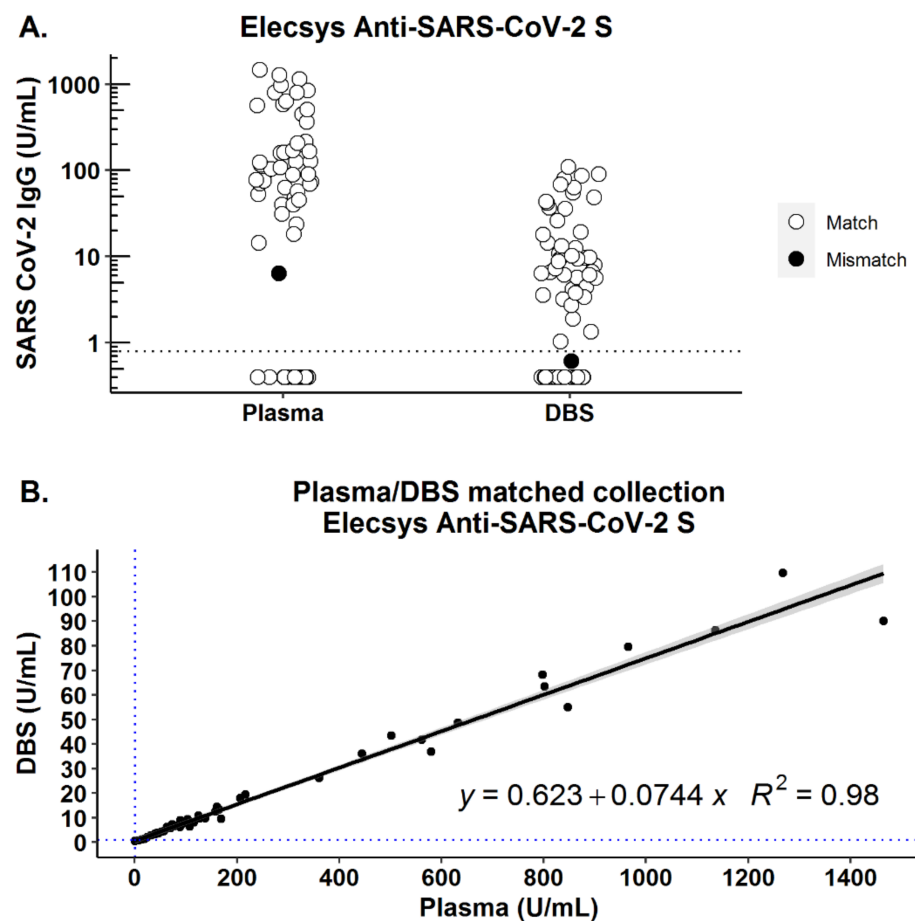 A.
Elecsys Anti-SARS-CoV-2 S
SARS CoV-2 IgG (U/mL)
1000
100
10
1
Plasma
DBS
Match
Mismatch
B.
Plasma/DBS matched collection
Elecsys Anti-SARS-CoV-2 S
DBS (U/mL)
110
100
90
80
70
60
50
40
30
20
10
0
y = 0.623 + 0.0744 x R² = 0.98
0 200 400 600 800 1000 1200 1400
Plasma (U/mL)